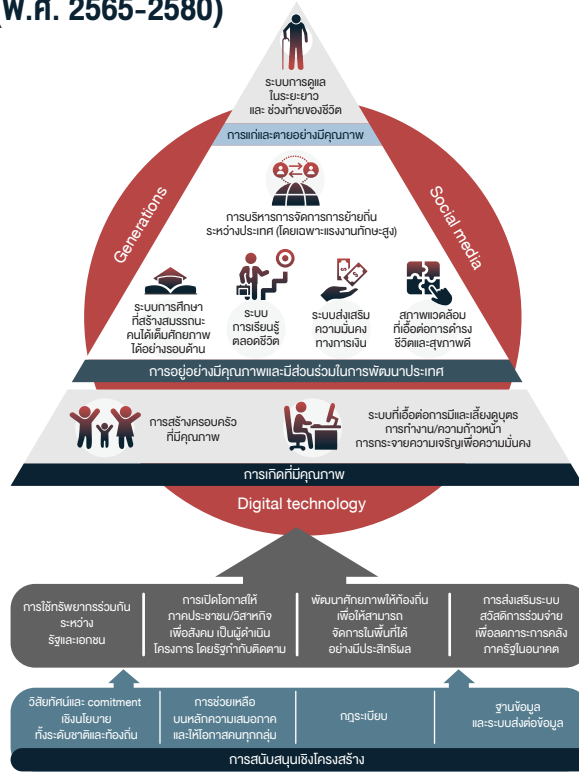 (พ.ศ. 2565-2580)
ระบบการดูแล
ในระยะยาว
และ ช่วงท้ายของชีวิต
การแก่และตายอย่างมีคุณภาพ
Generations
Social media
การบริหารการจัดการการย้ายถิ่น
ระหว่างประเทศ (โดยเฉพาะแรงงานทักษะสูง)
ระบบการศึกษา
ที่สร้างสมรรถนะ
คนได้เต็มศักยภาพ
ได้อย่างรอบด้าน
ระบบ
การเรียนรู้
ตลอดชีวิต
ระบบส่งเสริม
ความมั่นคง
ทางการเงิน
สภาพแวดล้อม
ที่เอื้อต่อการดำรง
ชีวิตและสุขภาพดี
การอยู่อย่างมีคุณภาพและมีส่วนร่วมในการพัฒนาประเทศ
การสร้างครอบครัว
ที่มีคุณภาพ
ระบบที่เอื้อต่อการมีและเลี้ยงดูบุตร
การทำงาน/ความก้าวหน้า
การกระจายความเจริญเพื่อความมั่นคง
การเกิดที่มีคุณภาพ
Digital technology
การใช้ทรัพยากรร่วมกัน
ระหว่าง
รัฐและเอกชน
การเปิดโอกาสให้
ภาคประชาชน/วิสาหกิจ
เพื่อสังคม เป็นผู้ดำเนิน
โครงการ โดยรัฐกำกับติดตาม
พัฒนาศักยภาพให้ท้องถิ่น
เพื่อให้สามารถ
จัดการในพื้นที่ได้
อย่างมีประสิทธิผล
การส่งเสริมระบบ
สวัสดิการร่วมจ่าย
เพื่อลดภาระการคลัง
ภาครัฐในอนาคต
วิสัยทัศน์และ comitment
เชิงนโยบาย
ทั้งระดับชาติและท้องถิ่น
การช่วยเหลือ
บนหลักความเสมอภาค
และให้โอกาสคนทุกกลุ่ม
กฎระเบียบ
ฐานข้อมูล
และระบบส่งต่อข้อมูล
การสนับสนุนเชิงโครงสร้าง